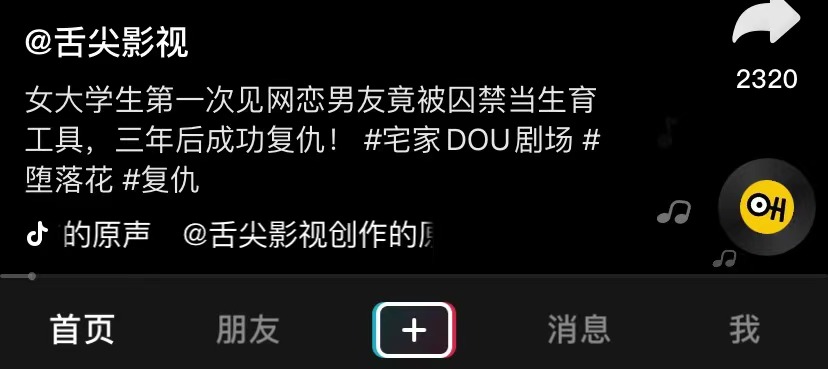 @舌尖影视
2320
女大学生第一次见网恋男友竟被囚禁当生育
工具，三年后成功复仇！ #宅家DOU剧场 #
堕落花 #复仇
的原声 @舌尖影视创作的
首页 朋友 消息 我